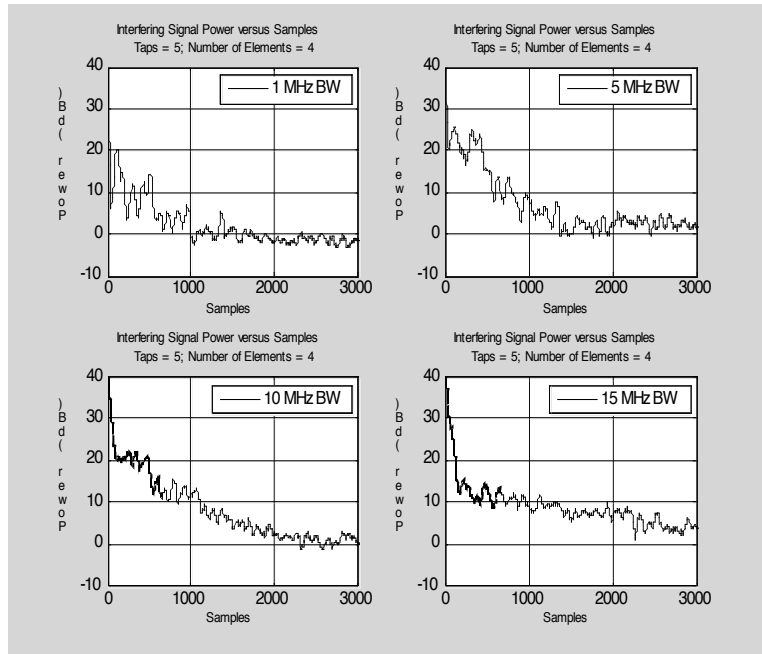 Interfering Signal Power versus Samples
Taps = 5; Number of Elements = 4
40
30
20
10
0
-10
)
B
d
(
r
e
w
o
P
1 MHz BW
0
1000
2000
3000
Samples
Interfering Signal Power versus Samples
Taps = 5; Number of Elements = 4
40
30
20
10
0
-10
)
B
d
(
r
e
w
o
P
5 MHz BW
0
1000
2000
3000
Samples
Interfering Signal Power versus Samples
Taps = 5; Number of Elements = 4
40
30
20
10
0
-10
)
B
d
(
r
e
w
o
P
10 MHz BW
0
1000
2000
3000
Samples
Interfering Signal Power versus Samples
Taps = 5; Number of Elements = 4
40
30
20
10
0
-10
)
B
d
(
r
e
w
o
P
15 MHz BW
0
1000
2000
3000
Samples